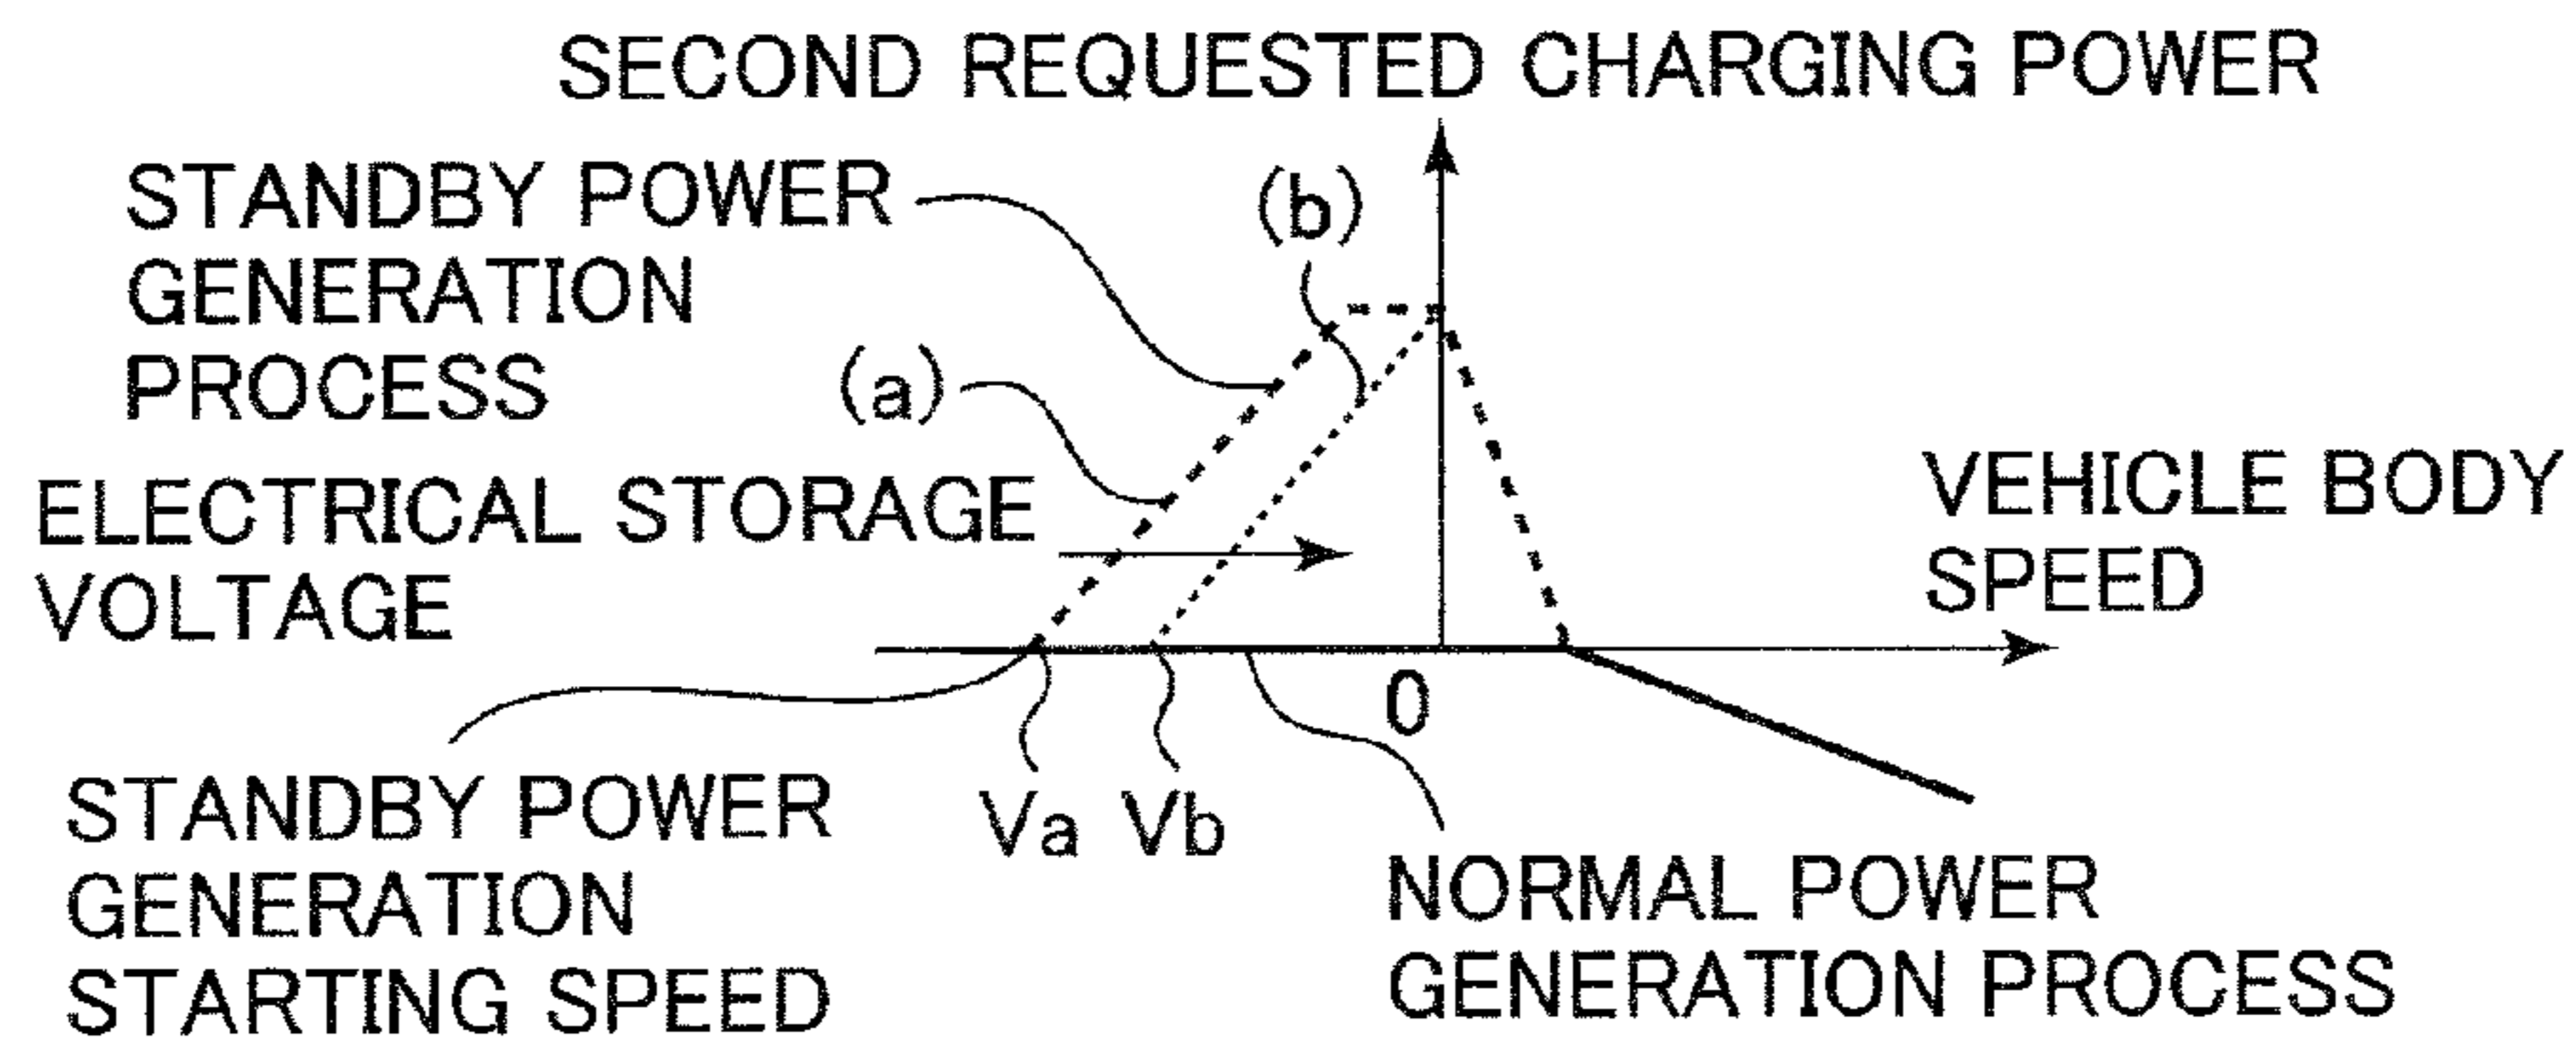 SECOND REQUESTED CHARGING POWER
STANDBY POWER
GENERATION
PROCESS
(b)
(a)
ELECTRICAL STORAGE
VOLTAGE
VEHICLE BODY
SPEED
0
STANDBY POWER
GENERATION
STARTING SPEED
Va
Vb
NORMAL POWER
GENERATION PROCESS